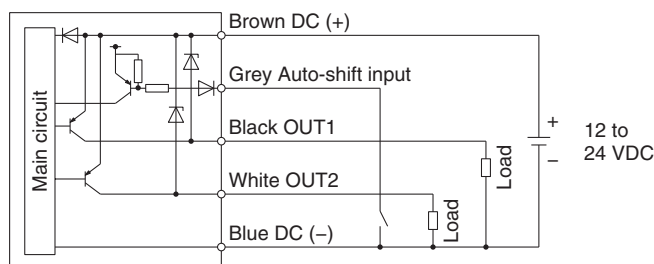 Brown DC (+)
Grey Auto-shift input
Black OUT1
White OUT2
Blue DC (−)
Main circuit
Load
Load
+
−
12 to
24 VDC